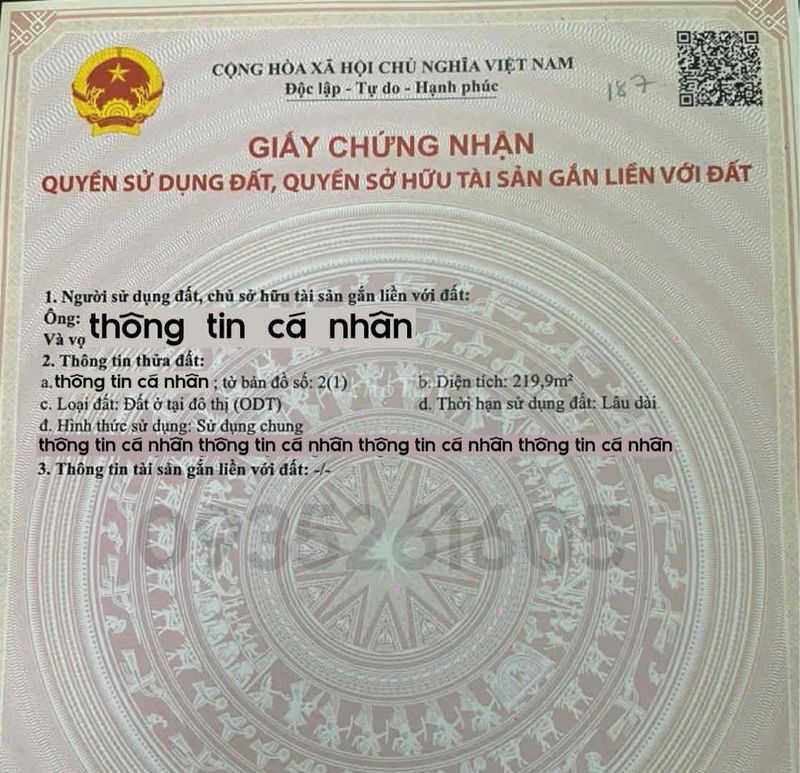 CỘNG HÒA XÃ HỘI CHỦ NGHĨA VIỆT NAM
Độc lập - Tự do - Hạnh phúc
187
GIẤY CHỨNG NHẬN
QUYỀN SỬ DỤNG ĐẤT, QUYỀN SỞ HỮU TÀI SẢN GẮN LIỀN VỚI ĐẤT
1. Người sử dụng đất, chủ sở hữu tài sản gắn liền với đất:
Ông: thông tin cá nhân
Và vợ
2. Thông tin thửa đất:
a. thông tin cá nhân ; tờ bản đồ số: 2(1) b. Diện tích: 219,9m²
c. Loại đất: Đất ở tại đô thị (ODT) d. Thời hạn sử dụng đất: Lâu dài
đ. Hình thức sử dụng: Sử dụng chung
thông tin cá nhân thông tin cá nhân thông tin cá nhân thông tin cá nhân
3. Thông tin tài sản gắn liền với đất: -/-
0935261605